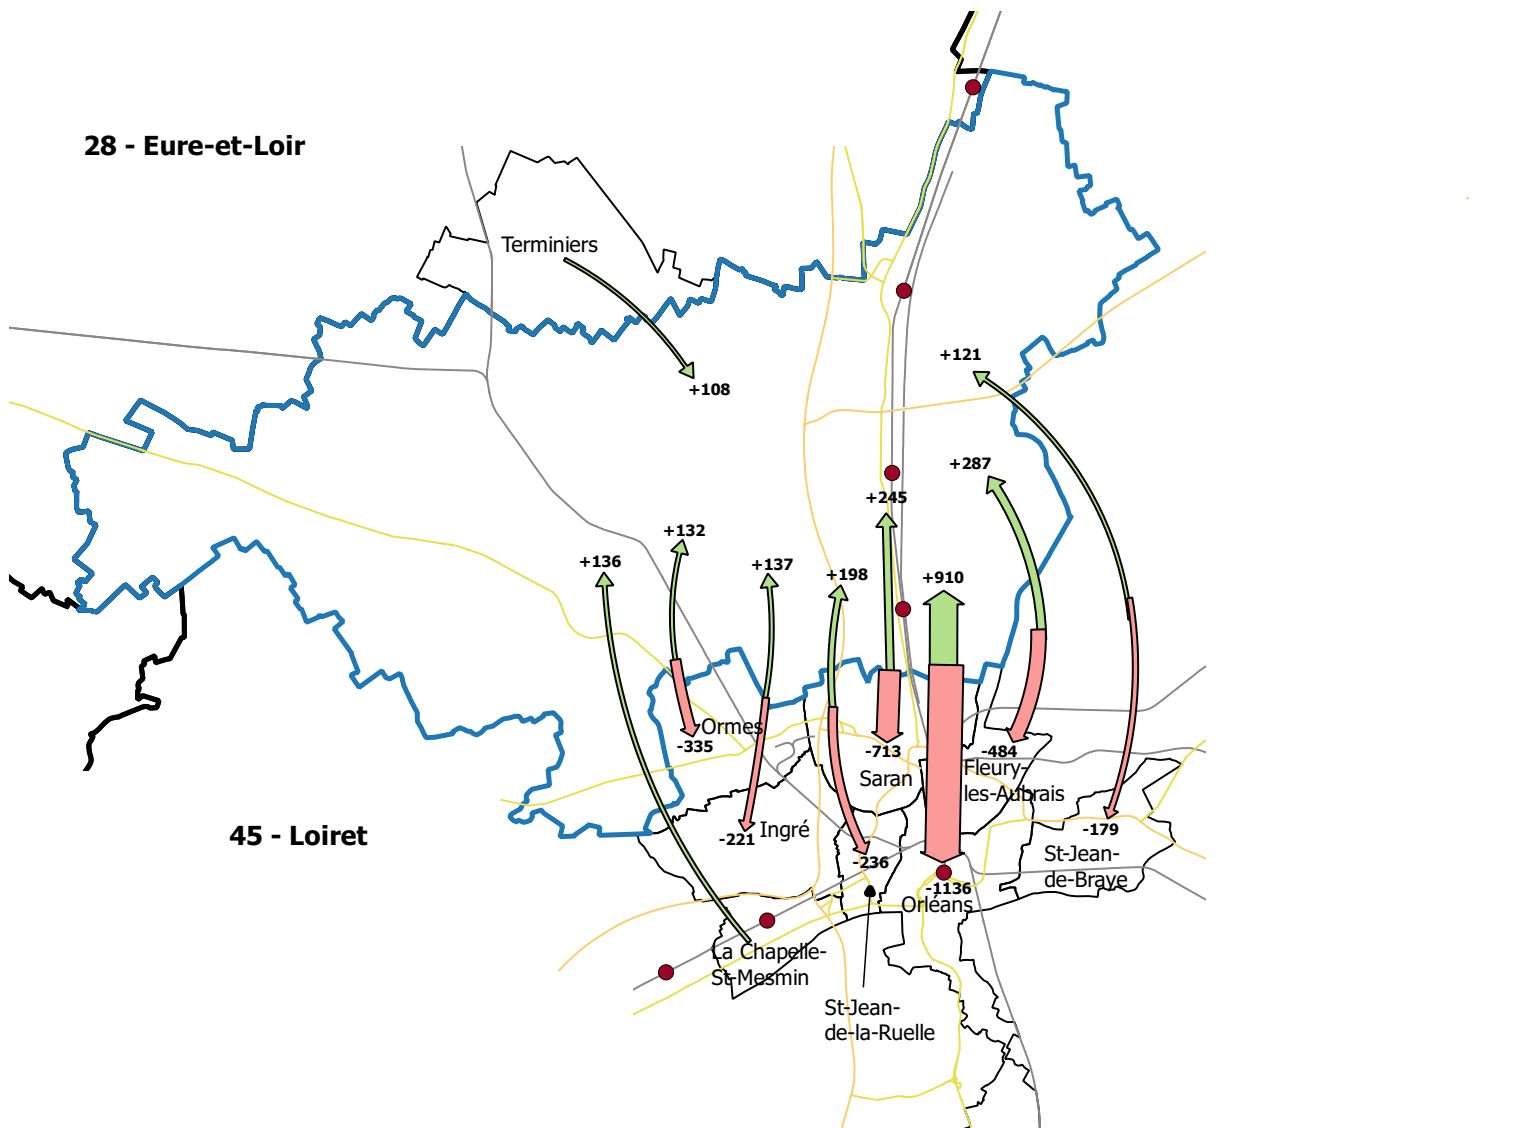 28 - Eure-et-Loir
Terminiers
+108
+121
+287
+245
+132
+136
+137
+198
+910
Ormes
-335
-713
Saran
-484
Fleury-
les-Aubrais
-221
Ingré
-179
45 - Loiret
-236
St-Jean-
de-Braye
-1136
Orléans
La Chapelle-
St-Mesmin
St-Jean-
de-la-Ruelle